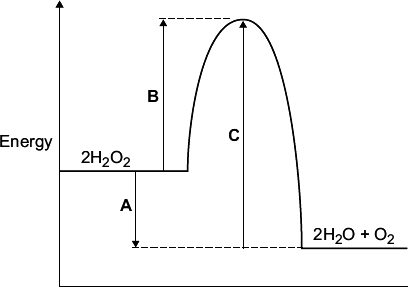 B
C
Energy
2H₂O₂
A
2H₂O + O₂